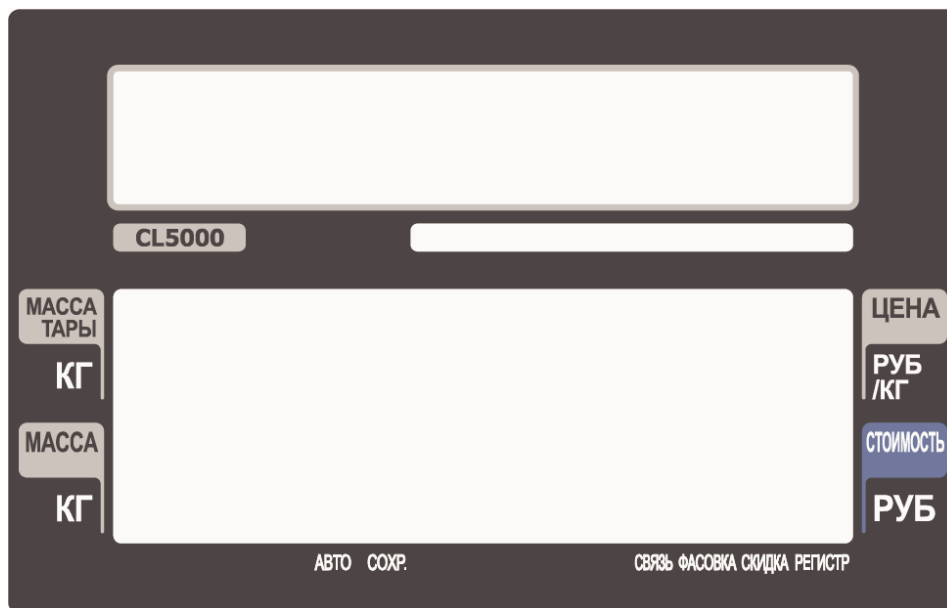 CL5000
МАССА
ТАРЫ
КГ
ЦЕНА
РУБ
/КГ
МАССА
КГ
СТОИМОСТЬ
РУБ
АВТО СОХР.
СВЯЗЬ ФАСОВКА СКИДКА РЕГИСТР